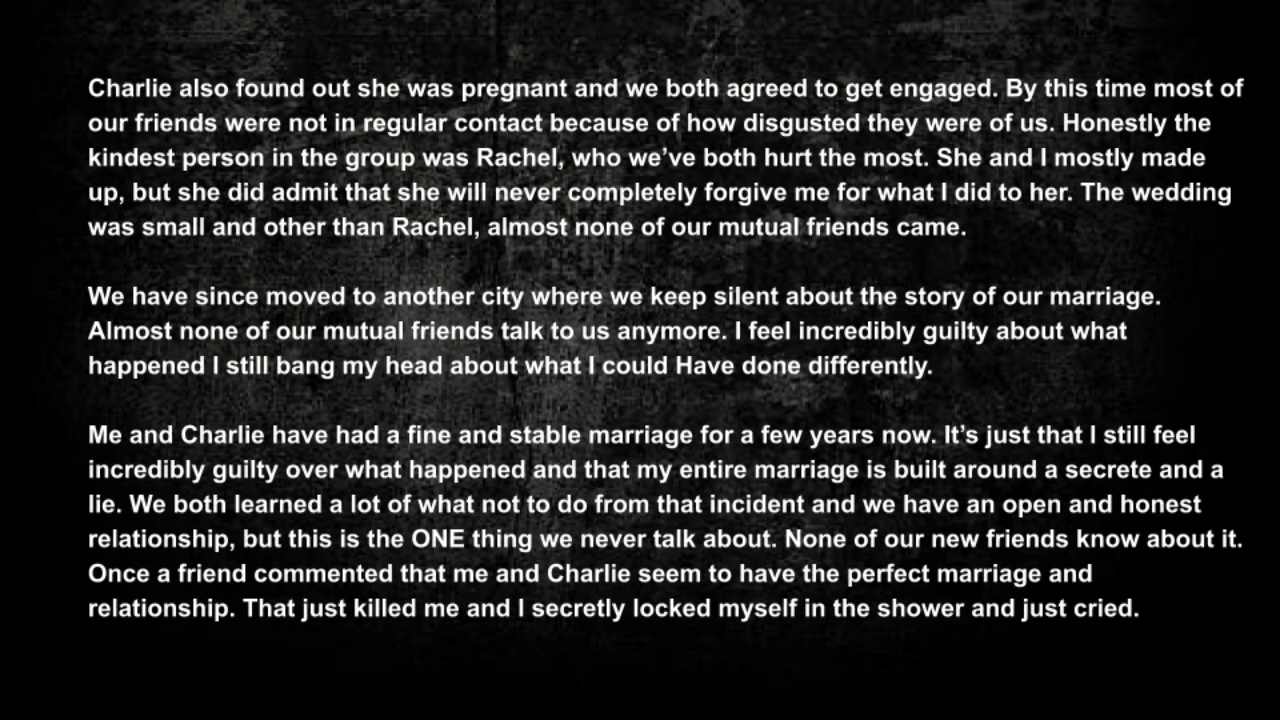 Charlie also found out she was pregnant and we both agreed to get engaged. By this time most of
our friends were not in regular contact because of how disgusted they were of us. Honestly the
kindest person in the group was Rachel, who we’ve both hurt the most. She and I mostly made
up, but she did admit that she will never completely forgive me for what I did to her. The wedding
was small and other than Rachel, almost none of our mutual friends came.
We have since moved to another city where we keep silent about the story of our marriage.
Almost none of our mutual friends talk to us anymore. I feel incredibly guilty about what
happened I still bang my head about what I could Have done differently.
Me and Charlie have had a fine and stable marriage for a few years now. It’s just that I still feel
incredibly guilty over what happened and that my entire marriage is built around a secrete and a
lie. We both learned a lot of what not to do from that incident and we have an open and honest
relationship, but this is the ONE thing we never talk about. None of our new friends know about it.
Once a friend commented that me and Charlie seem to have the perfect marriage and
relationship. That just killed me and I secretly locked myself in the shower and just cried.